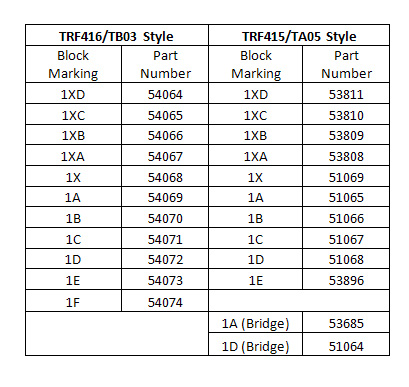 TRF416/TB03 Style TRF415/TA05 Style
Block Marking Part Number Block Marking Part Number
1XD 54064 1XD 53811
1XC 54065 1XC 53810
1XB 54066 1XB 53809
1XA 54067 1XA 53808
1X 54068 1X 51069
1A 54069 1A 51065
1B 54070 1B 51066
1C 54071 1C 51067
1D 54072 1D 51068
1E 54073 1E 53896
1F 54074
1A (Bridge) 53685
1D (Bridge) 51064